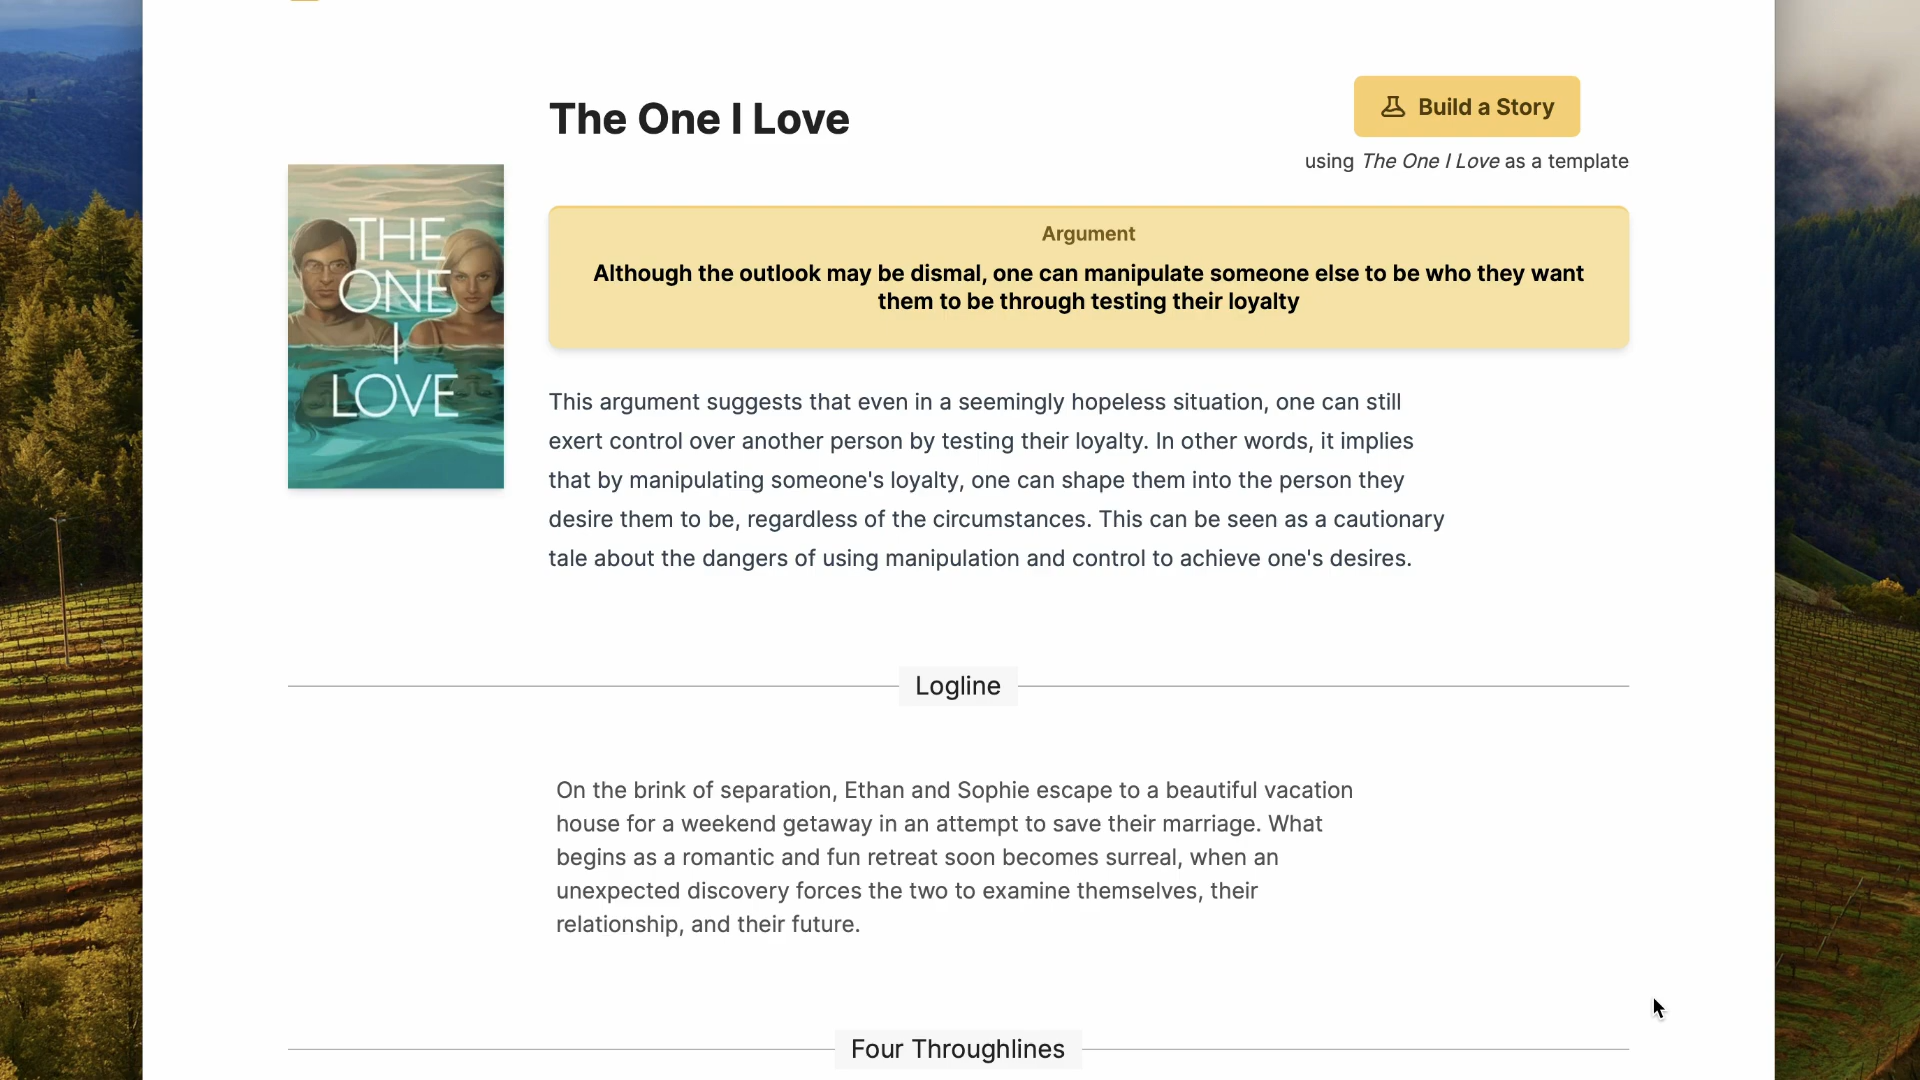 The One I Love
Build a Story
using The One I Love as a template
THE
ONE
I
LOVE
Argument
Although the outlook may be dismal, one can manipulate someone else to be who they want
them to be through testing their loyalty
This argument suggests that even in a seemingly hopeless situation, one can still
exert control over another person by testing their loyalty. In other words, it implies
that by manipulating someone's loyalty, one can shape them into the person they
desire them to be, regardless of the circumstances. This can be seen as a cautionary
tale about the dangers of using manipulation and control to achieve one's desires.
Logline
On the brink of separation, Ethan and Sophie escape to a beautiful vacation
house for a weekend getaway in an attempt to save their marriage. What
begins as a romantic and fun retreat soon becomes surreal, when an
unexpected discovery forces the two to examine themselves, their
relationship, and their future.
Four Throughlines